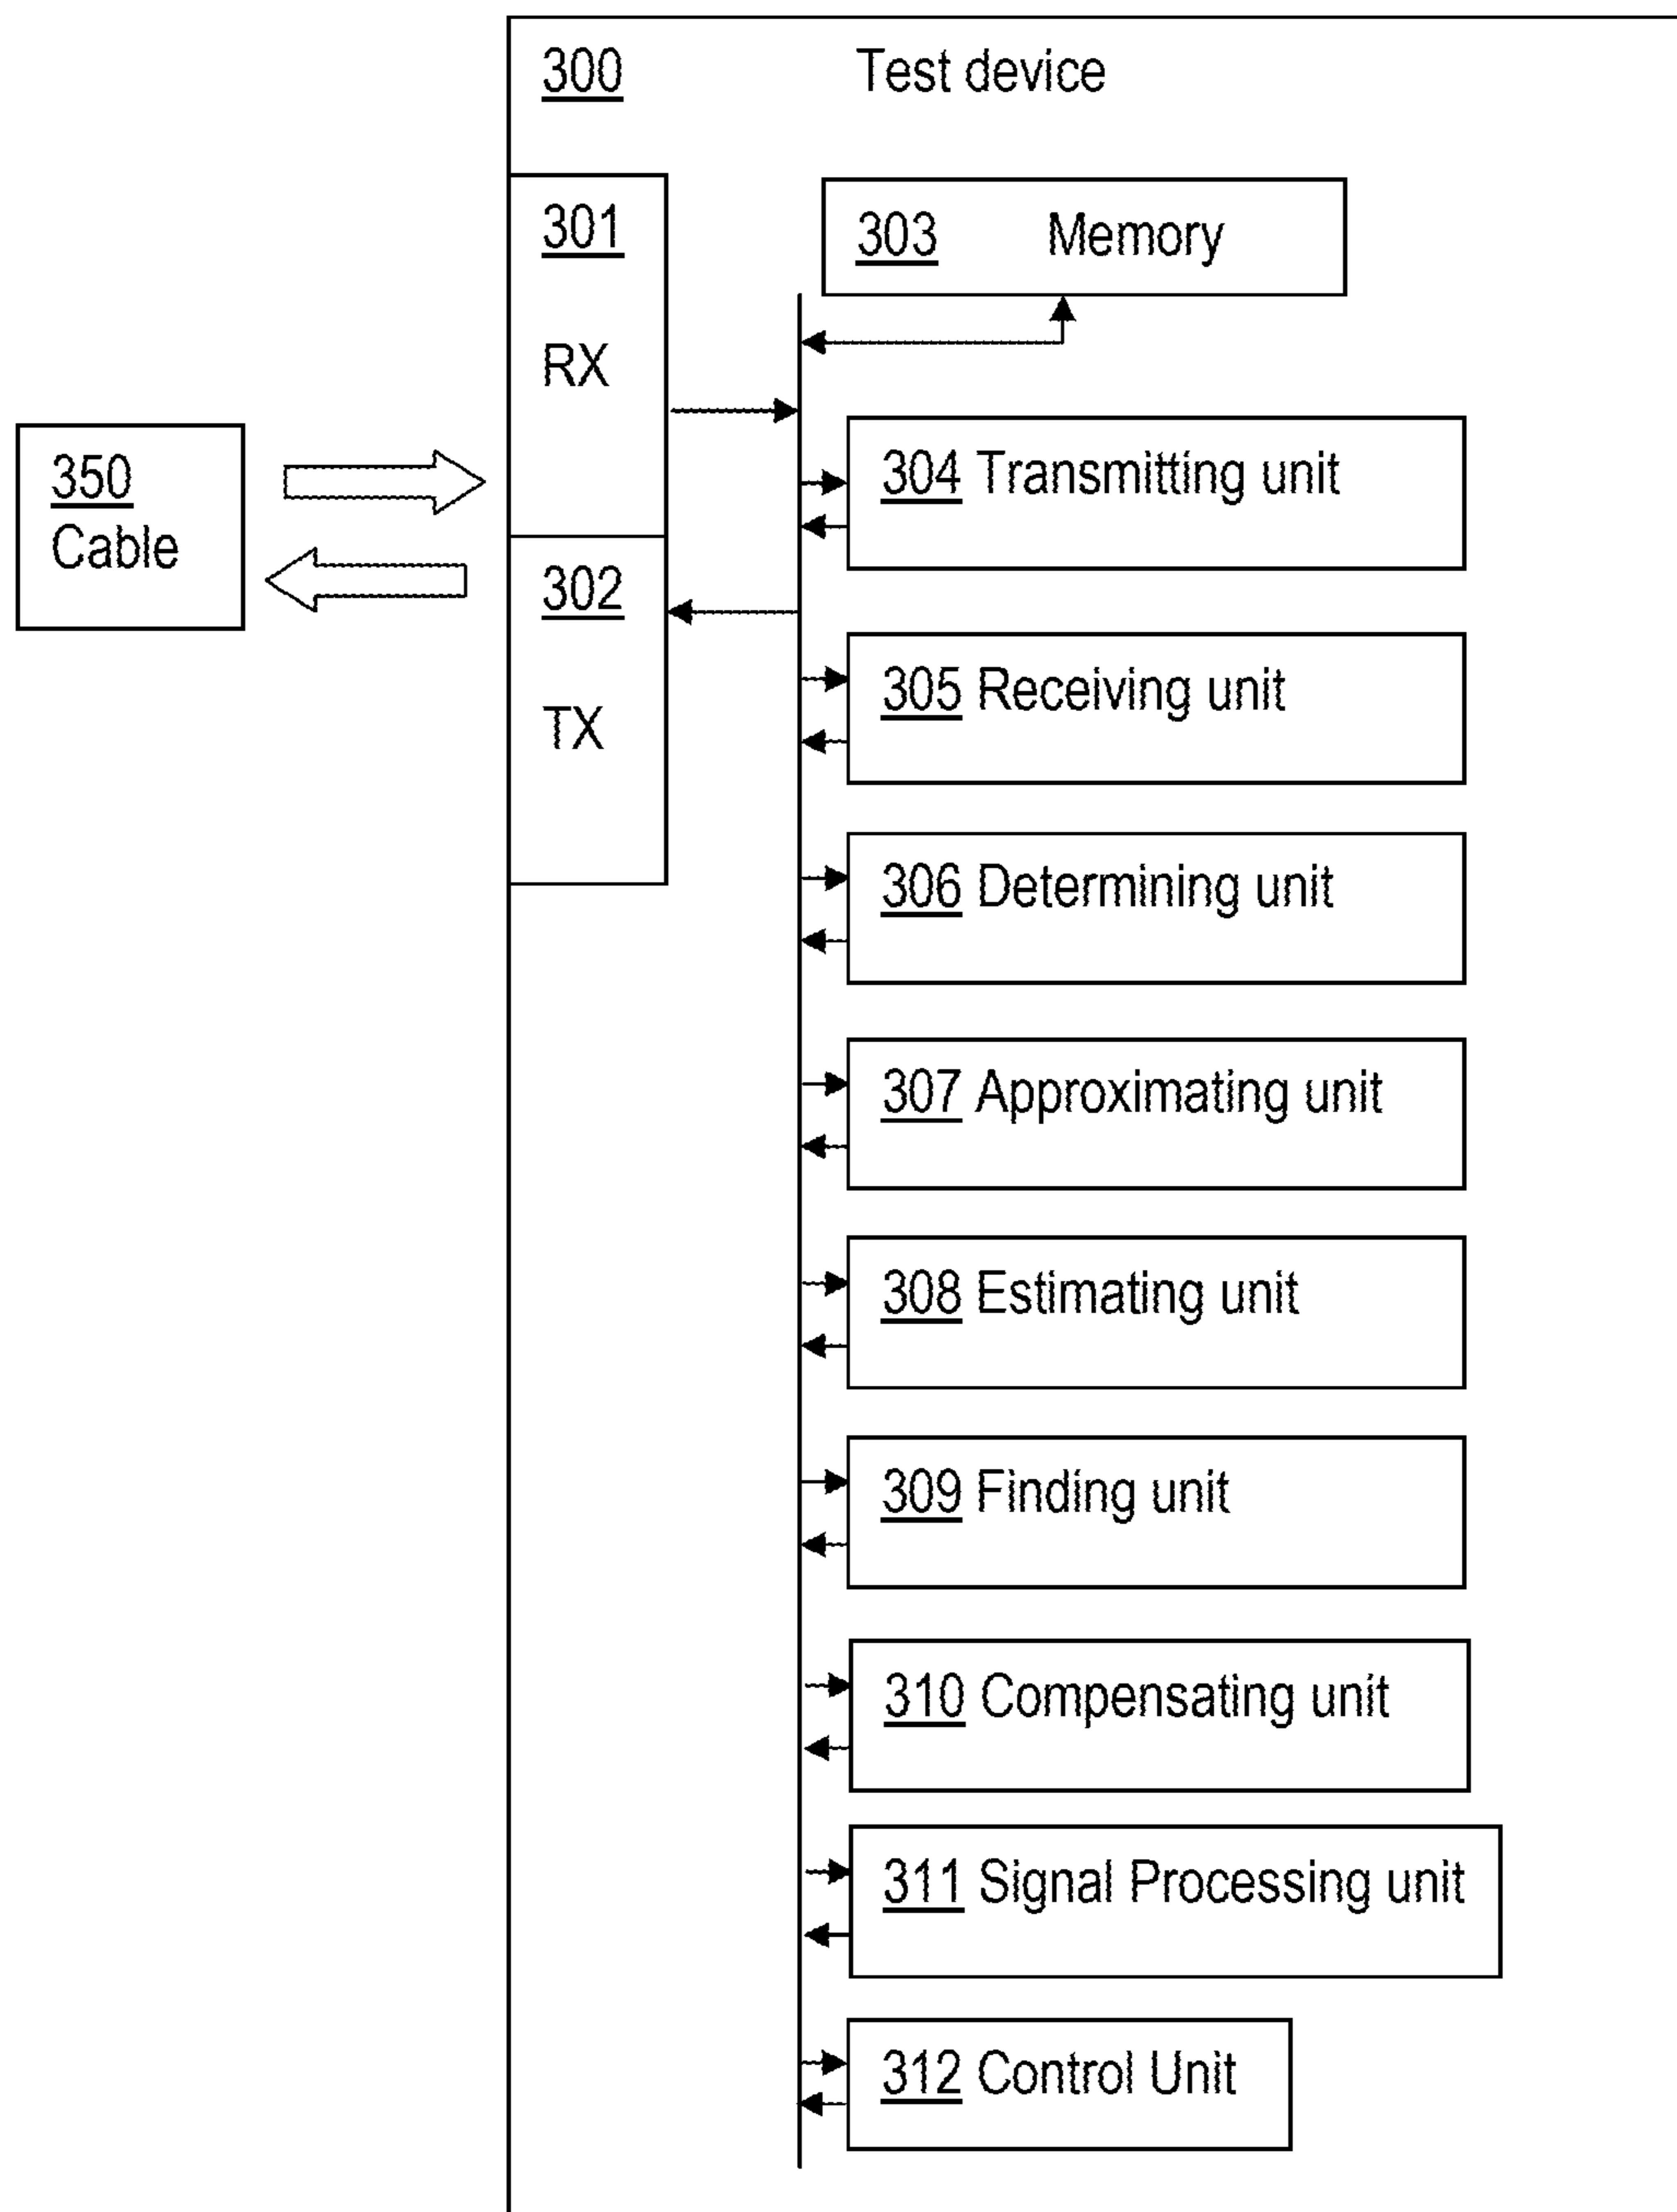 300 Test device
301
RX
303 Memory
350
Cable
302
TX
304 Transmitting unit
305 Receiving unit
306 Determining unit
307 Approximating unit
308 Estimating unit
309 Finding unit
310 Compensating unit
311 Signal Processing unit
312 Control Unit